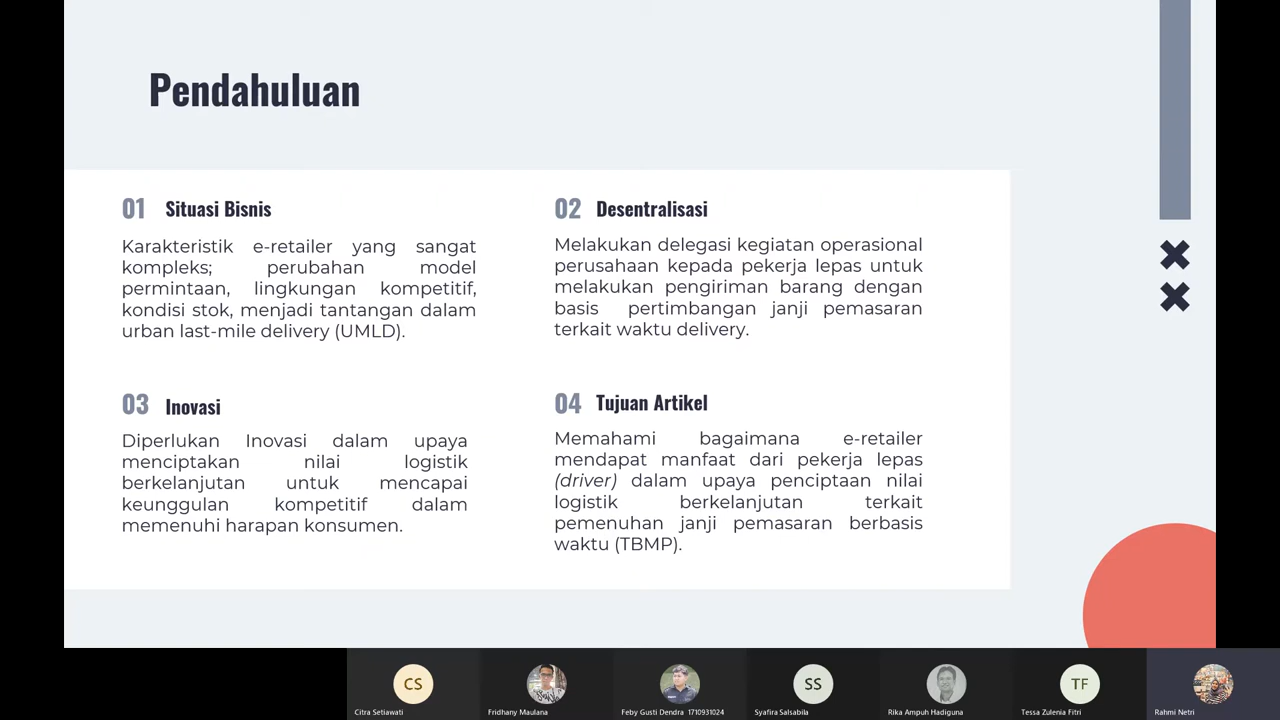 Pendahuluan
01 Situasi Bisnis
Karakteristik e-retailer yang sangat
kompleks; perubahan model
permintaan, lingkungan kompetitif,
kondisi stok, menjadi tantangan dalam
urban last-mile delivery (UMLD).
02 Desentralisasi
Melakukan delegasi kegiatan operasional
perusahaan kepada pekerja lepas untuk
melakukan pengiriman barang dengan
basis pertimbangan janji pemasaran
terkait waktu delivery.
03 Inovasi
Diperlukan Inovasi dalam upaya
menciptakan nilai logistik
berkelanjutan untuk mencapai
keunggulan kompetitif dalam
memenuhi harapan konsumen.
04 Tujuan Artikel
Memahami bagaimana e-retailer
mendapat manfaat dari pekerja lepas
(driver) dalam upaya penciptaan nilai
logistik berkelanjutan terkait
pemenuhan janji pemasaran berbasis
waktu (TBMP).
CS
SS
TF
Citra Setiawati
Fridhany Maulana
Feby Gusti Dendra 1710931024
Syafira Salsabila
Rika Ampuh Hadiguna
Tessa Zulenia Fitri
Rahmi Netri